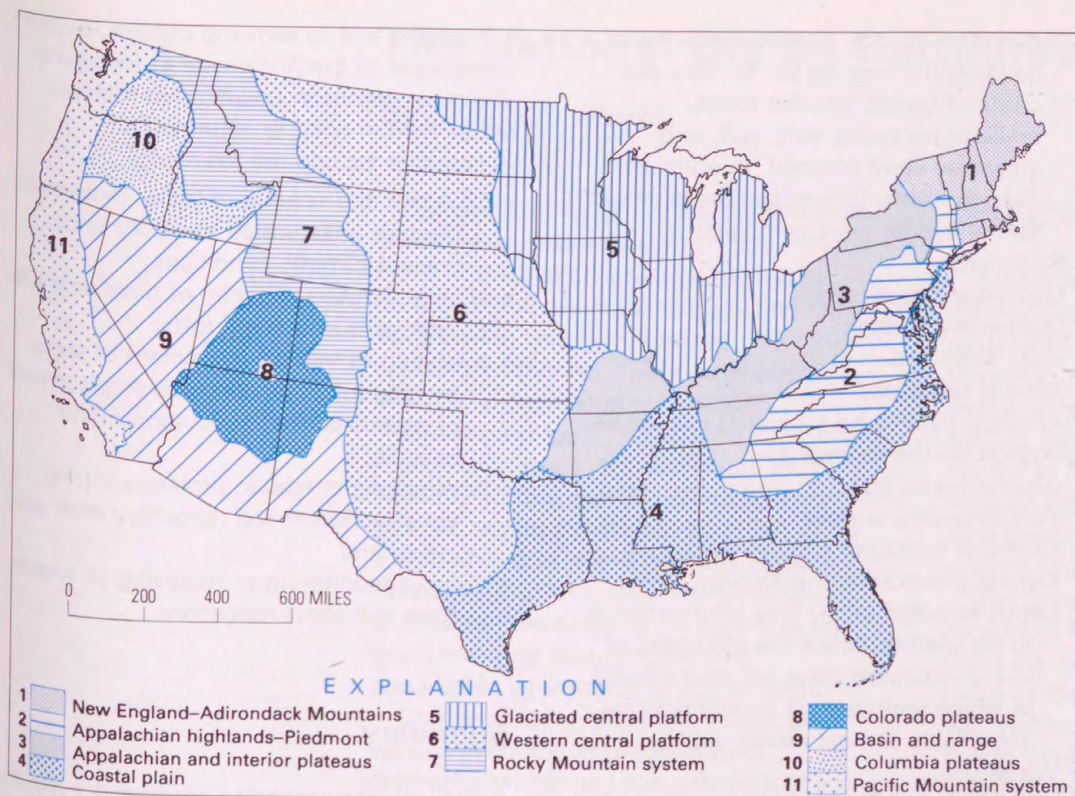 10
1
11
7
5
3
9
6
8
2
4
0 200 400 600 MILES
EXPLANATION
1 New England–Adirondack Mountains
2 Appalachian highlands–Piedmont
3 Appalachian and interior plateaus
4 Coastal plain
5 Glaciated central platform
6 Western central platform
7 Rocky Mountain system
8 Colorado plateaus
9 Basin and range
10 Columbia plateaus
11 Pacific Mountain system